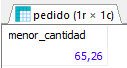 pedido (1r × 1c)
menor_cantidad
65,26